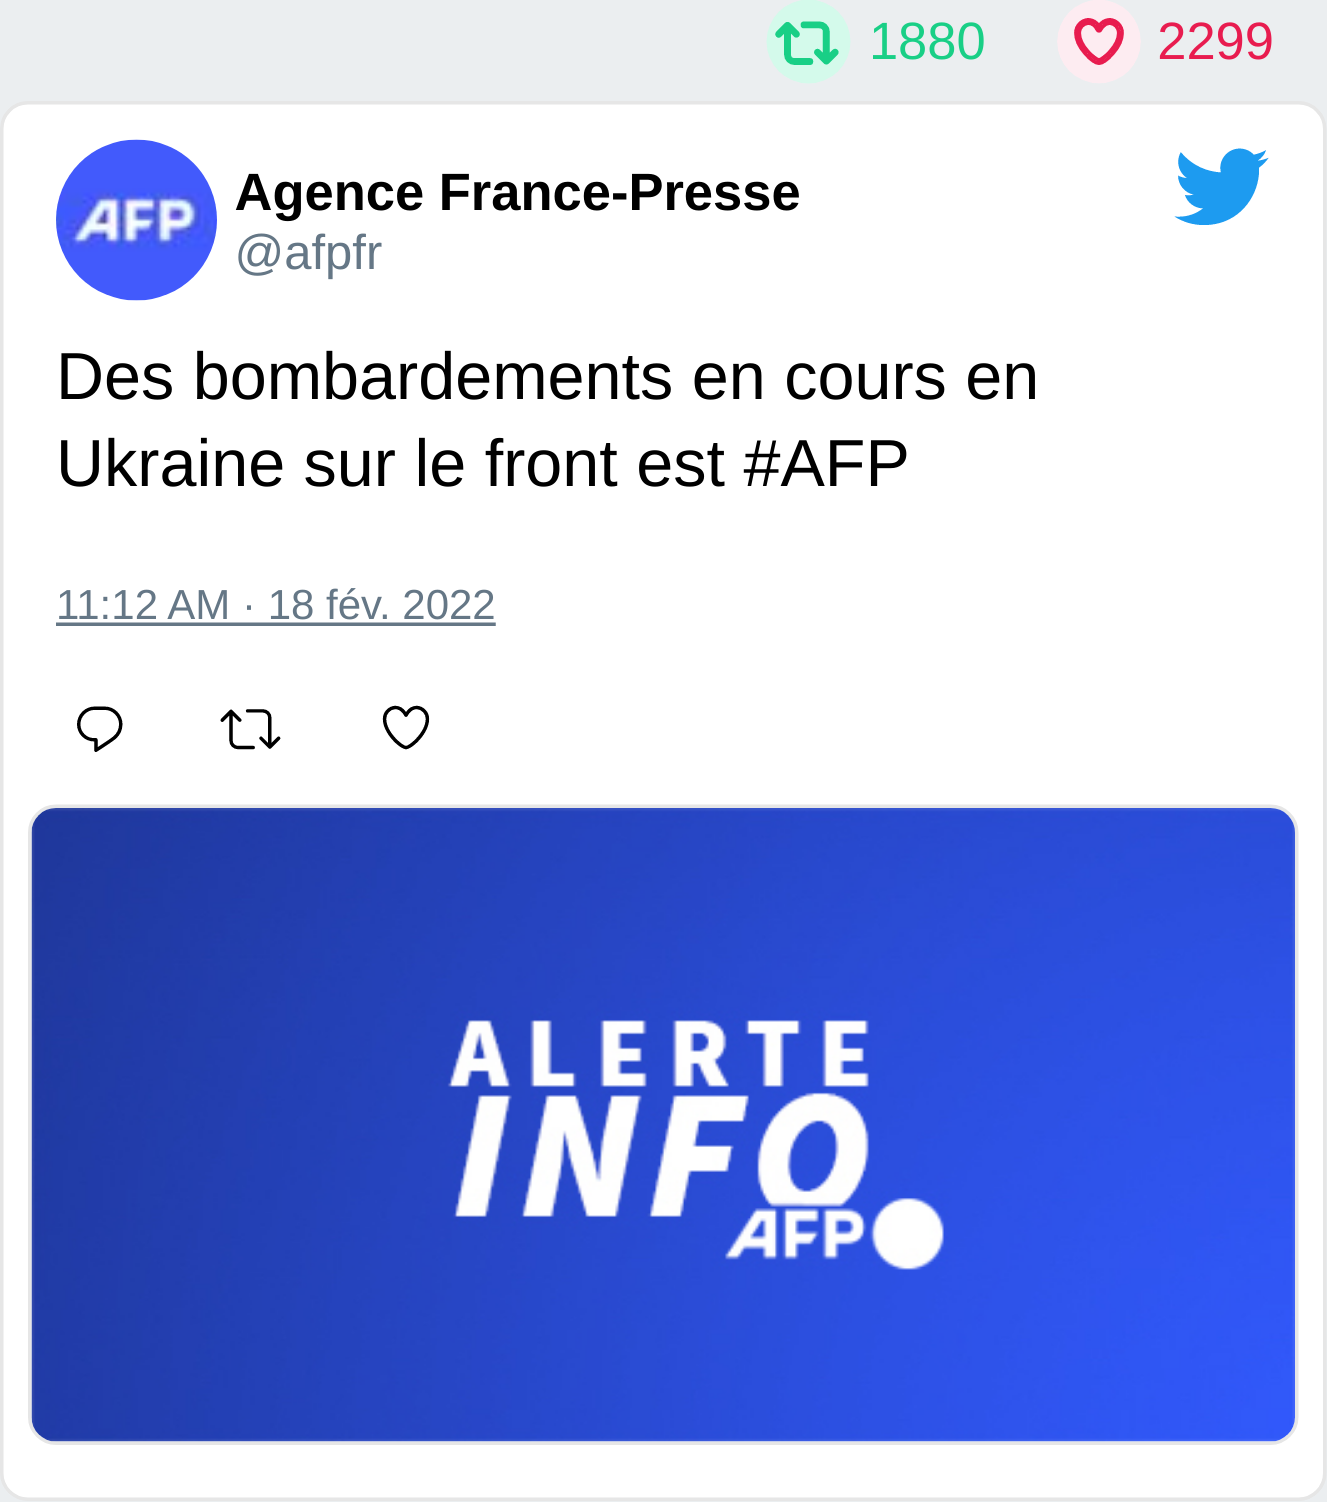 1880 2299
AFP
Agence France-Presse
@afpfr
Des bombardements en cours en
Ukraine sur le front est #AFP
11:12 AM · 18 fév. 2022
ALERTE
INFO
AFP